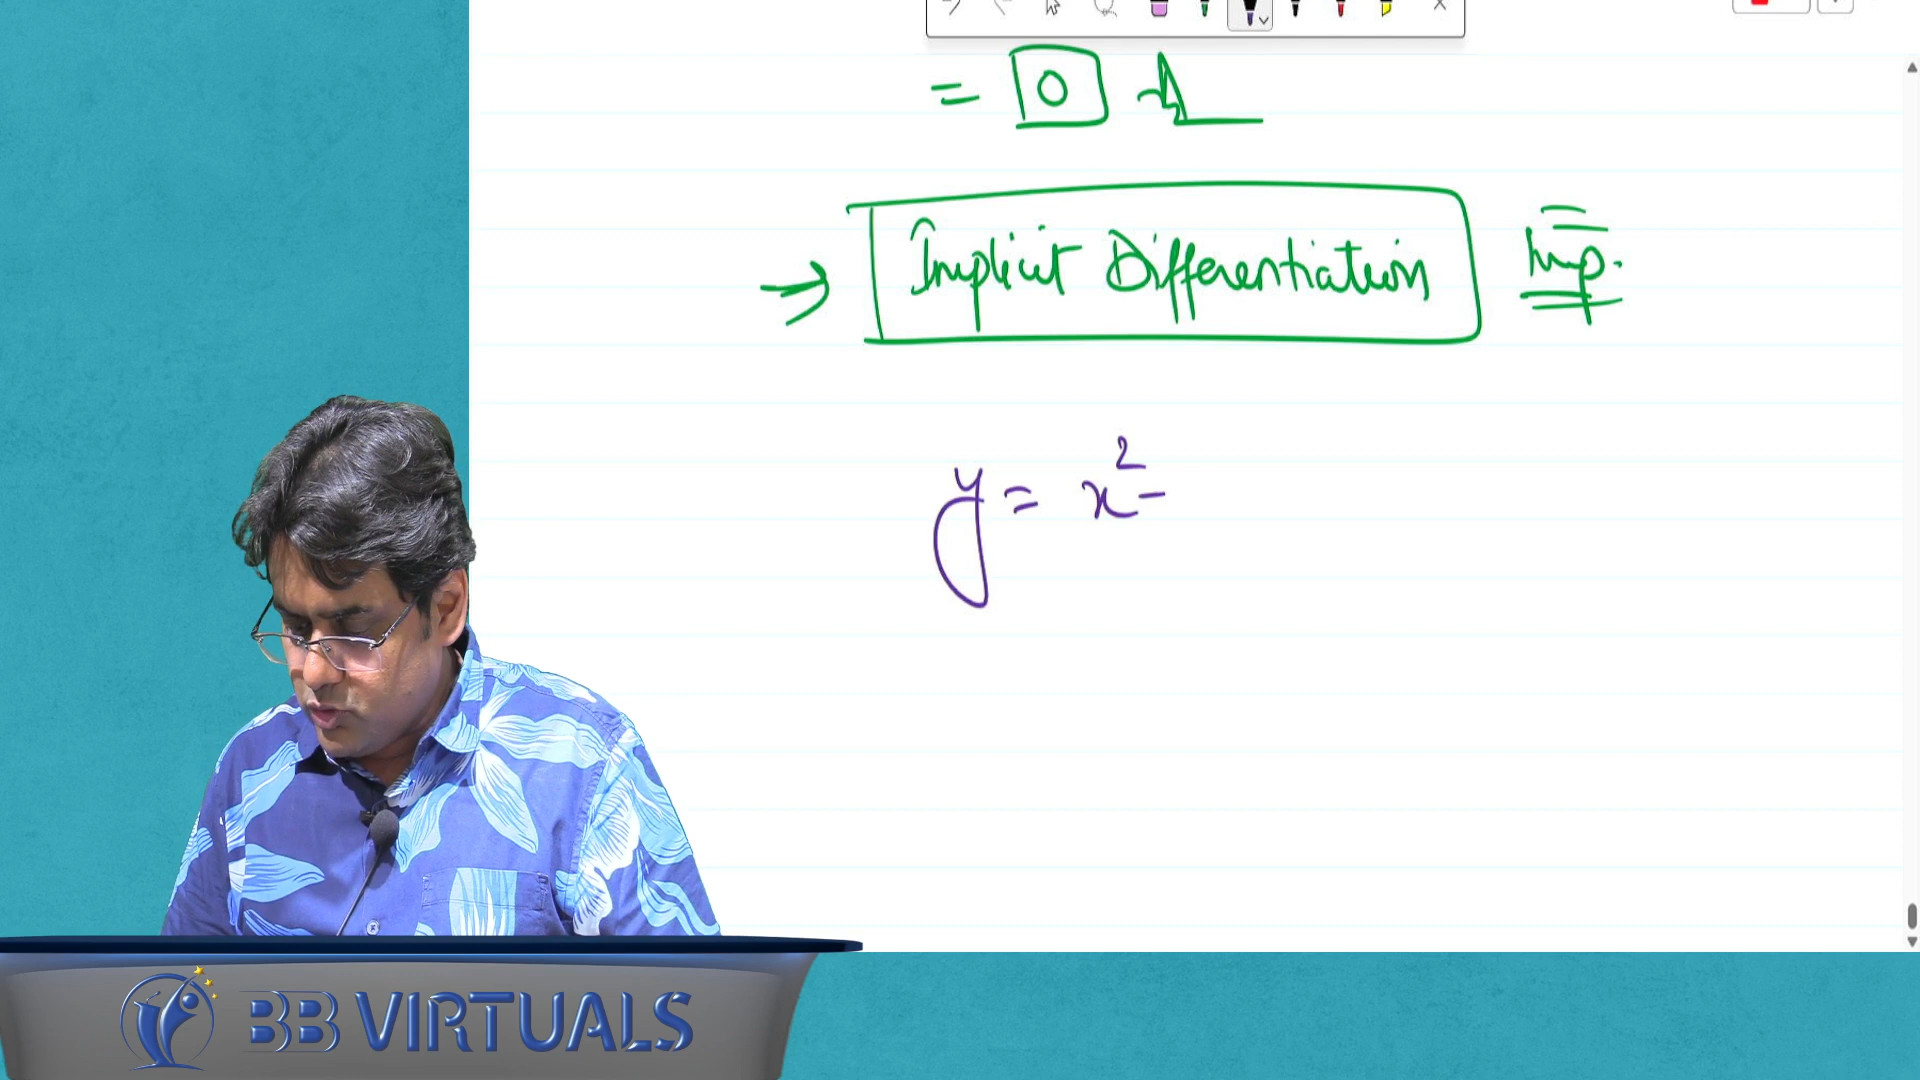 = 0
→ Implicit Differentiation Imp.
y = x² -
BB VIRTUALS